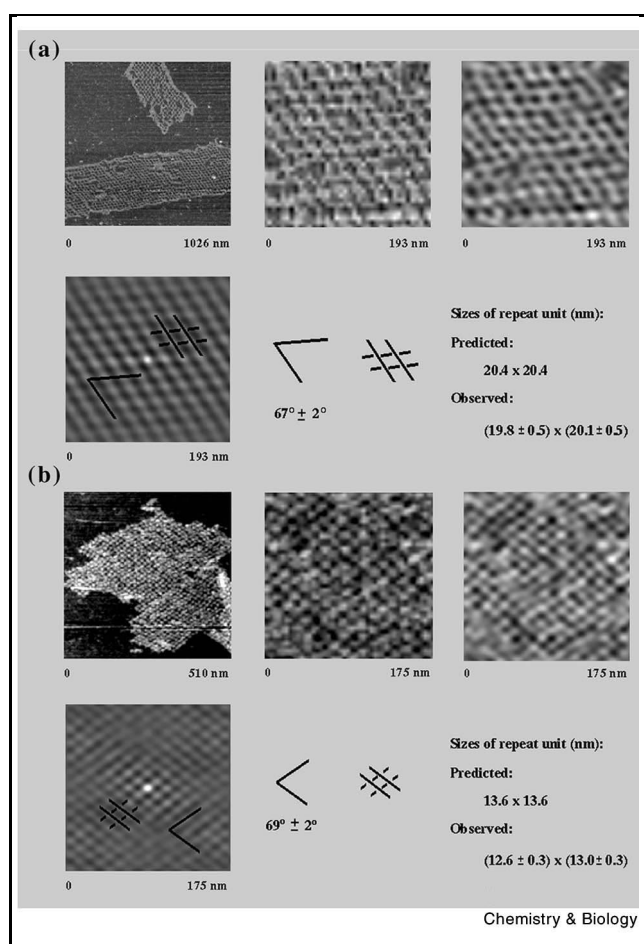 (a)
0 1026 nm 0 193 nm 0 193 nm
Sizes of repeat unit (nm):
Predicted:
20.4 x 20.4
Observed:
(19.8 ± 0.5) x (20.1 ± 0.5)
67° ± 2°
0 193 nm
(b)
0 510 nm 0 175 nm 0 175 nm
Sizes of repeat unit (nm):
Predicted:
13.6 x 13.6
Observed:
(12.6 ± 0.3) x (13.0 ± 0.3)
69° ± 2°
0 175 nm
Chemistry & Biology